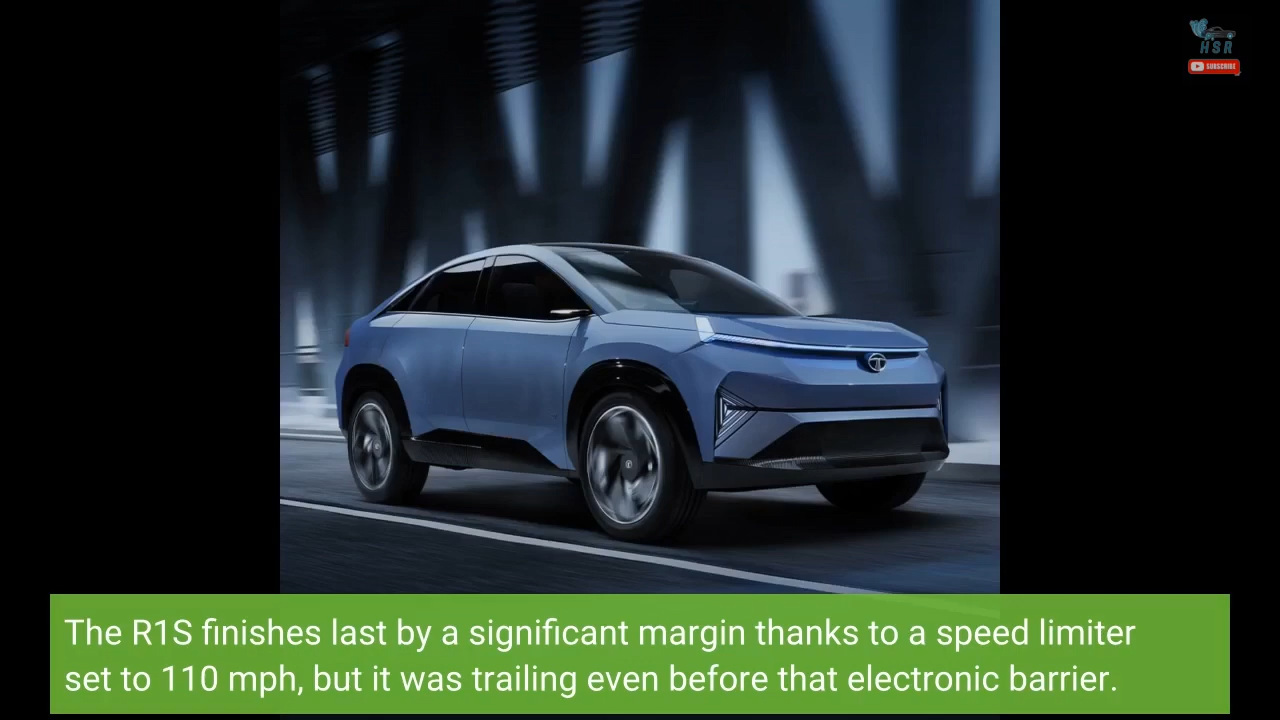 HSR
SUBSCRIBE
The R1S finishes last by a significant margin thanks to a speed limiter
set to 110 mph, but it was trailing even before that electronic barrier.